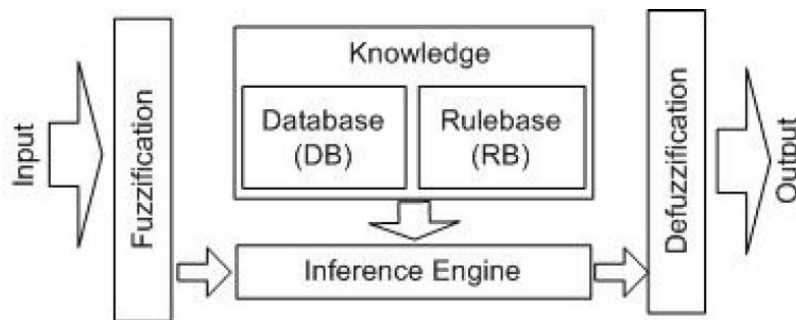 Input
Fuzzification
Knowledge
Database
(DB)
Rulebase
(RB)
Inference Engine
Defuzzification
Output